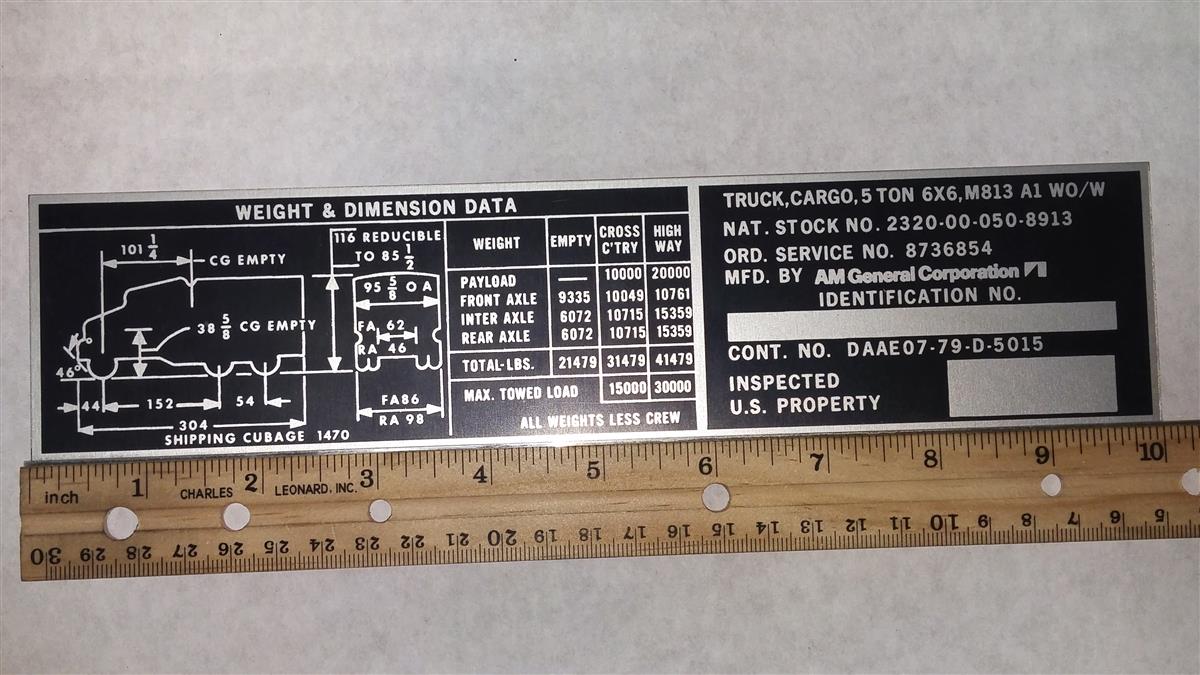 WEIGHT & DIMENSION DATA
101 1/4
CG EMPTY
38 5/8 CG EMPTY
46°
44
152
54
304
SHIPPING CUBAGE 1470
116 REDUCIBLE
TO 85 1/2
95 5/8 O A
FA 62
RA 46
FA86
RA 98
WEIGHT EMPTY CROSS C'TRY HIGH WAY
PAYLOAD — 10000 20000
FRONT AXLE 9335 10049 10761
INTER AXLE 6072 10715 15359
REAR AXLE 6072 10715 15359
TOTAL-LBS. 21479 31479 41479
MAX. TOWED LOAD 15000 30000
ALL WEIGHTS LESS CREW
TRUCK,CARGO,5 TON 6X6,M813 A1 WO/W
NAT. STOCK NO. 2320-00-050-8913
ORD. SERVICE NO. 8736854
MFD. BY AM General Corporation
IDENTIFICATION NO.
CONT. NO. DAAE07-79-D-5015
INSPECTED
U.S. PROPERTY
1 2 3 4 5 6 7 8 9 10
inch CHARLES LEONARD, INC.
30 29 28 27 26 25 24 23 22 21 20 19 18 17 16 15 14 13 12 11 10 9 8 7 6 5